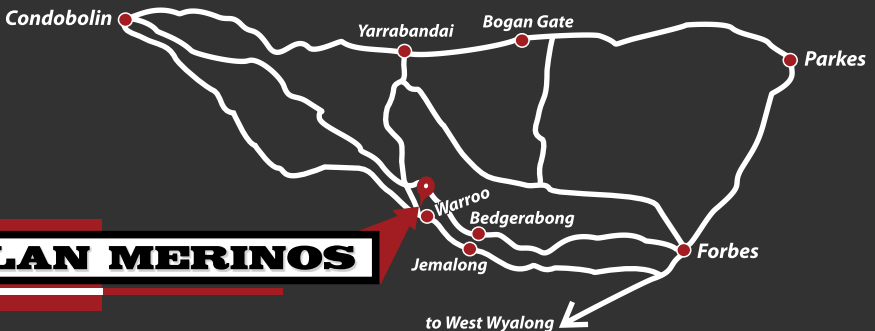 Condobolin
Yarrabandai
Bogan Gate
Parkes
Warroo
Bedgerabong
LAN MERINOS
Jemalong
Forbes
to West Wyalong